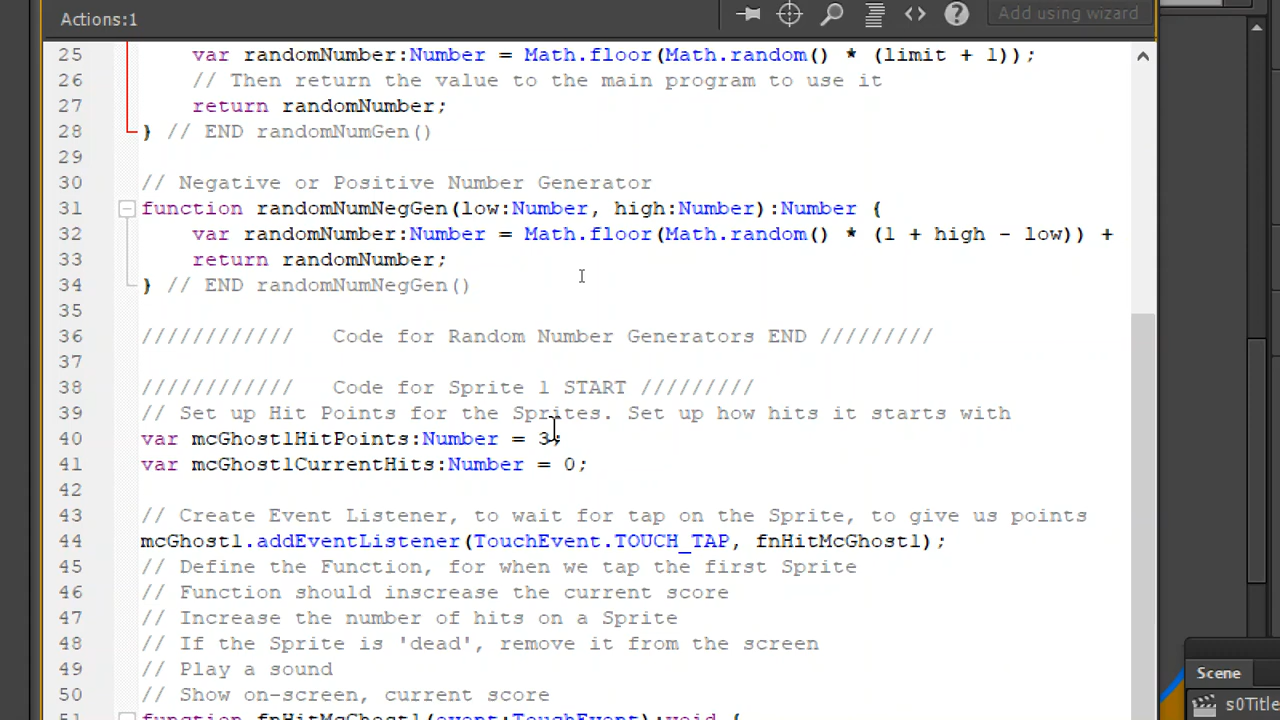 Actions:1
Add using wizard
25 var randomNumber:Number = Math.floor(Math.random() * (limit + 1));
26 // Then return the value to the main program to use it
27 return randomNumber;
28 } // END randomNumGen()
29
30 // Negative or Positive Number Generator
31 function randomNumNegGen(low:Number, high:Number):Number {
32 var randomNumber:Number = Math.floor(Math.random() * (1 + high - low)) +
33 return randomNumber;
34 } // END randomNumNegGen()
35
36 //////////// Code for Random Number Generators END /////////
37
38 //////////// Code for Sprite 1 START /////////
39 // Set up Hit Points for the Sprites. Set up how hits it starts with
40 var mcGhost1HitPoints:Number = 3;
41 var mcGhost1CurrentHits:Number = 0;
42
43 // Create Event Listener, to wait for tap on the Sprite, to give us points
44 mcGhost1.addEventListener(TouchEvent.TOUCH_TAP, fnHitMcGhost1);
45 // Define the Function, for when we tap the first Sprite
46 // Function should inscrease the current score
47 // Increase the number of hits on a Sprite
48 // If the Sprite is 'dead', remove it from the screen
49 // Play a sound
50 // Show on-screen, current score
51 function fnHitMcGhost1(event:TouchEvent):void {
Scene
s0Title